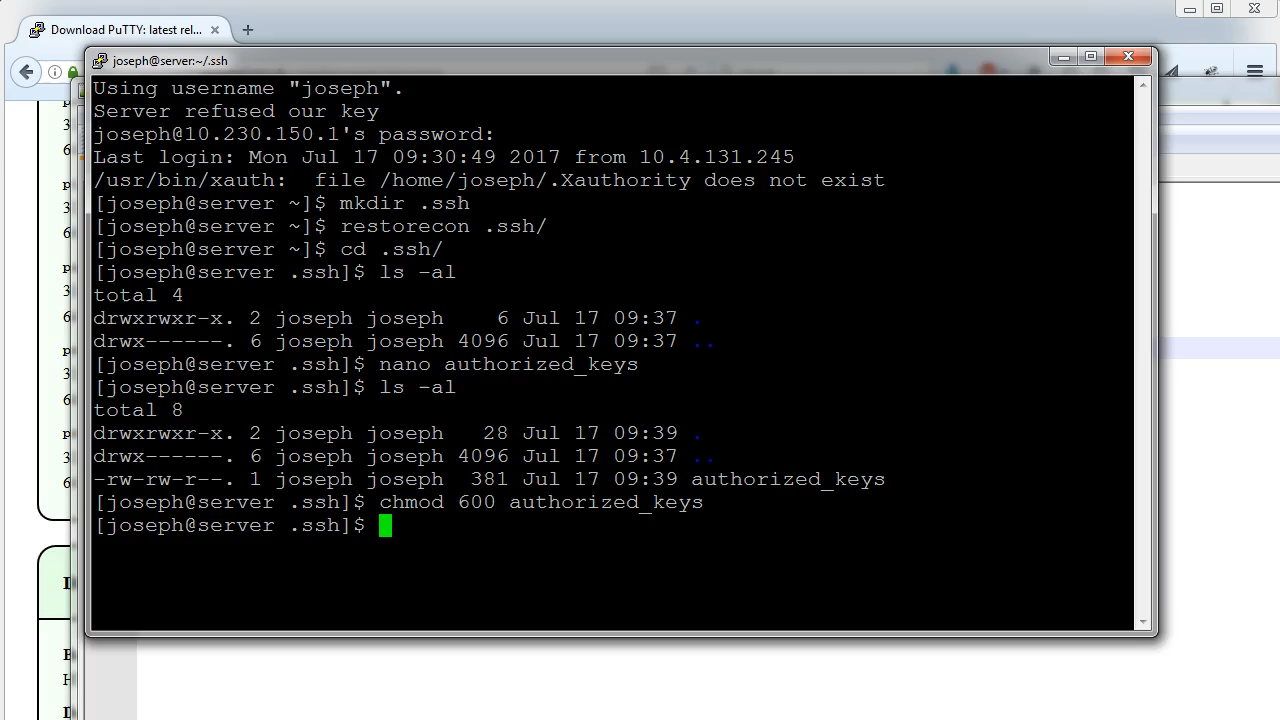 Download PuTTY: latest rel...
joseph@server:~/.ssh
Using username "joseph".
Server refused our key
joseph@10.230.150.1's password:
Last login: Mon Jul 17 09:30:49 2017 from 10.4.131.245
/usr/bin/xauth:  file /home/joseph/.Xauthority does not exist
[joseph@server ~]$ mkdir .ssh
[joseph@server ~]$ restorecon .ssh/
[joseph@server ~]$ cd .ssh/
[joseph@server .ssh]$ ls -al
total 4
drwxrwxr-x. 2 joseph joseph    6 Jul 17 09:37 .
drwx------. 6 joseph joseph 4096 Jul 17 09:37 ..
[joseph@server .ssh]$ nano authorized_keys
[joseph@server .ssh]$ ls -al
total 8
drwxrwxr-x. 2 joseph joseph   28 Jul 17 09:39 .
drwx------. 6 joseph joseph 4096 Jul 17 09:37 ..
-rw-rw-r--. 1 joseph joseph  381 Jul 17 09:39 authorized_keys
[joseph@server .ssh]$ chmod 600 authorized_keys
[joseph@server .ssh]$